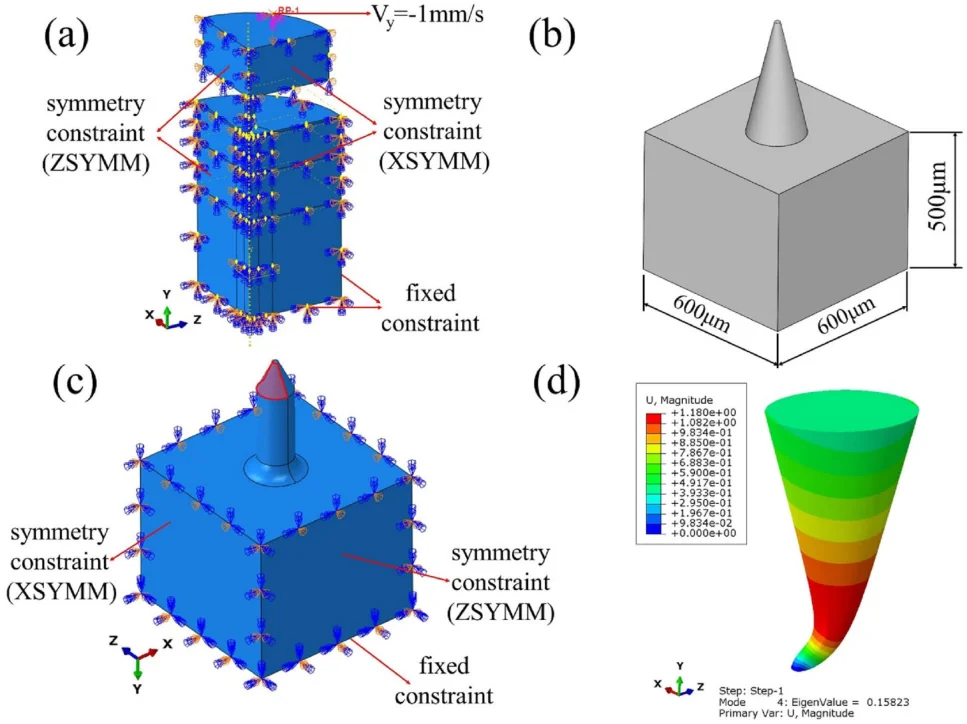 (a)
RP-1
Vy=-1mm/s
symmetry
constraint
(ZSYMM)
symmetry
constraint
(XSYMM)
fixed
constraint
Y
X
Z
(b)
500μm
600μm
600μm
(c)
symmetry
constraint
(XSYMM)
symmetry
constraint
(ZSYMM)
fixed
constraint
Z
X
Y
(d)
U, Magnitude
+1.180e+00
+1.082e+00
+9.834e-01
+8.850e-01
+7.867e-01
+6.883e-01
+5.900e-01
+4.917e-01
+3.933e-01
+2.950e-01
+1.967e-01
+9.834e-02
+0.000e+00
Y
X
Z
Step: Step-1
Mode 4: EigenValue = 0.15823
Primary Var: U, Magnitude